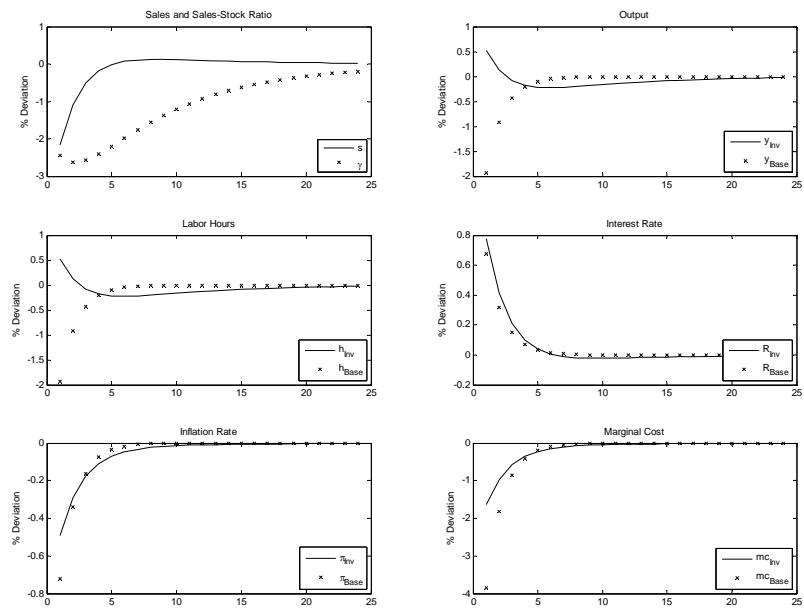 Sales and Sales-Stock Ratio
1
0
-1
-2
-3
% Deviation
0 5 10 15 20 25
s
γ
Output
1
0.5
0
-0.5
-1
-1.5
-2
% Deviation
0 5 10 15 20 25
y_Inv
y_Base
Labor Hours
1
0.5
0
-0.5
-1
-1.5
-2
% Deviation
0 5 10 15 20 25
h_Inv
h_Base
Interest Rate
0.8
0.6
0.4
0.2
0
0.2
% Deviation
0 5 10 15 20 25
R_Inv
R_Base
Inflation Rate
0
-0.2
-0.4
-0.6
-0.8
% Deviation
0 5 10 15 20 25
π_Inv
π_Base
Marginal Cost
0
-1
-2
-3
-4
% Deviation
0 5 10 15 20 25
mc_Inv
mc_Base